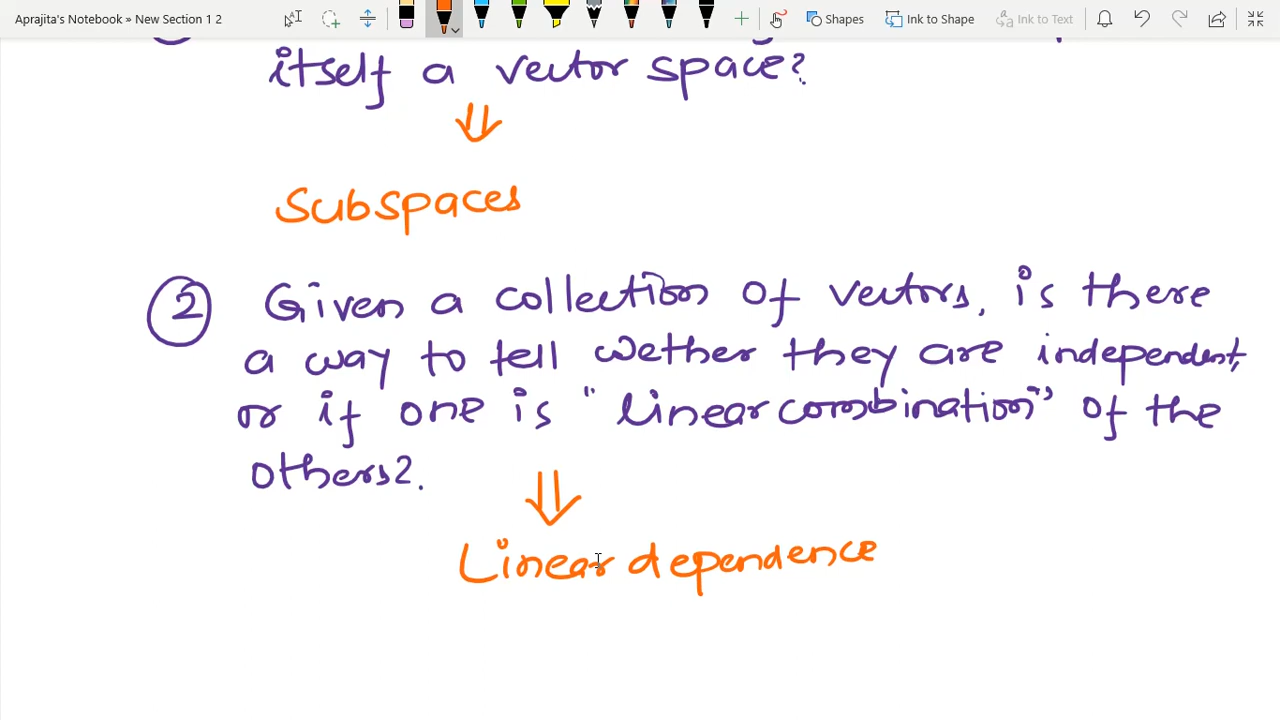 Aprajita's Notebook » New Section 1 2
Shapes
Ink to Shape
Ink to Text
itself a vector space?
⇓
Subspaces
② Given a collection of vectors, is there
a way to tell wether they are independent,
or if one is "linear combination" of the
others?.
⇓
Linear dependence